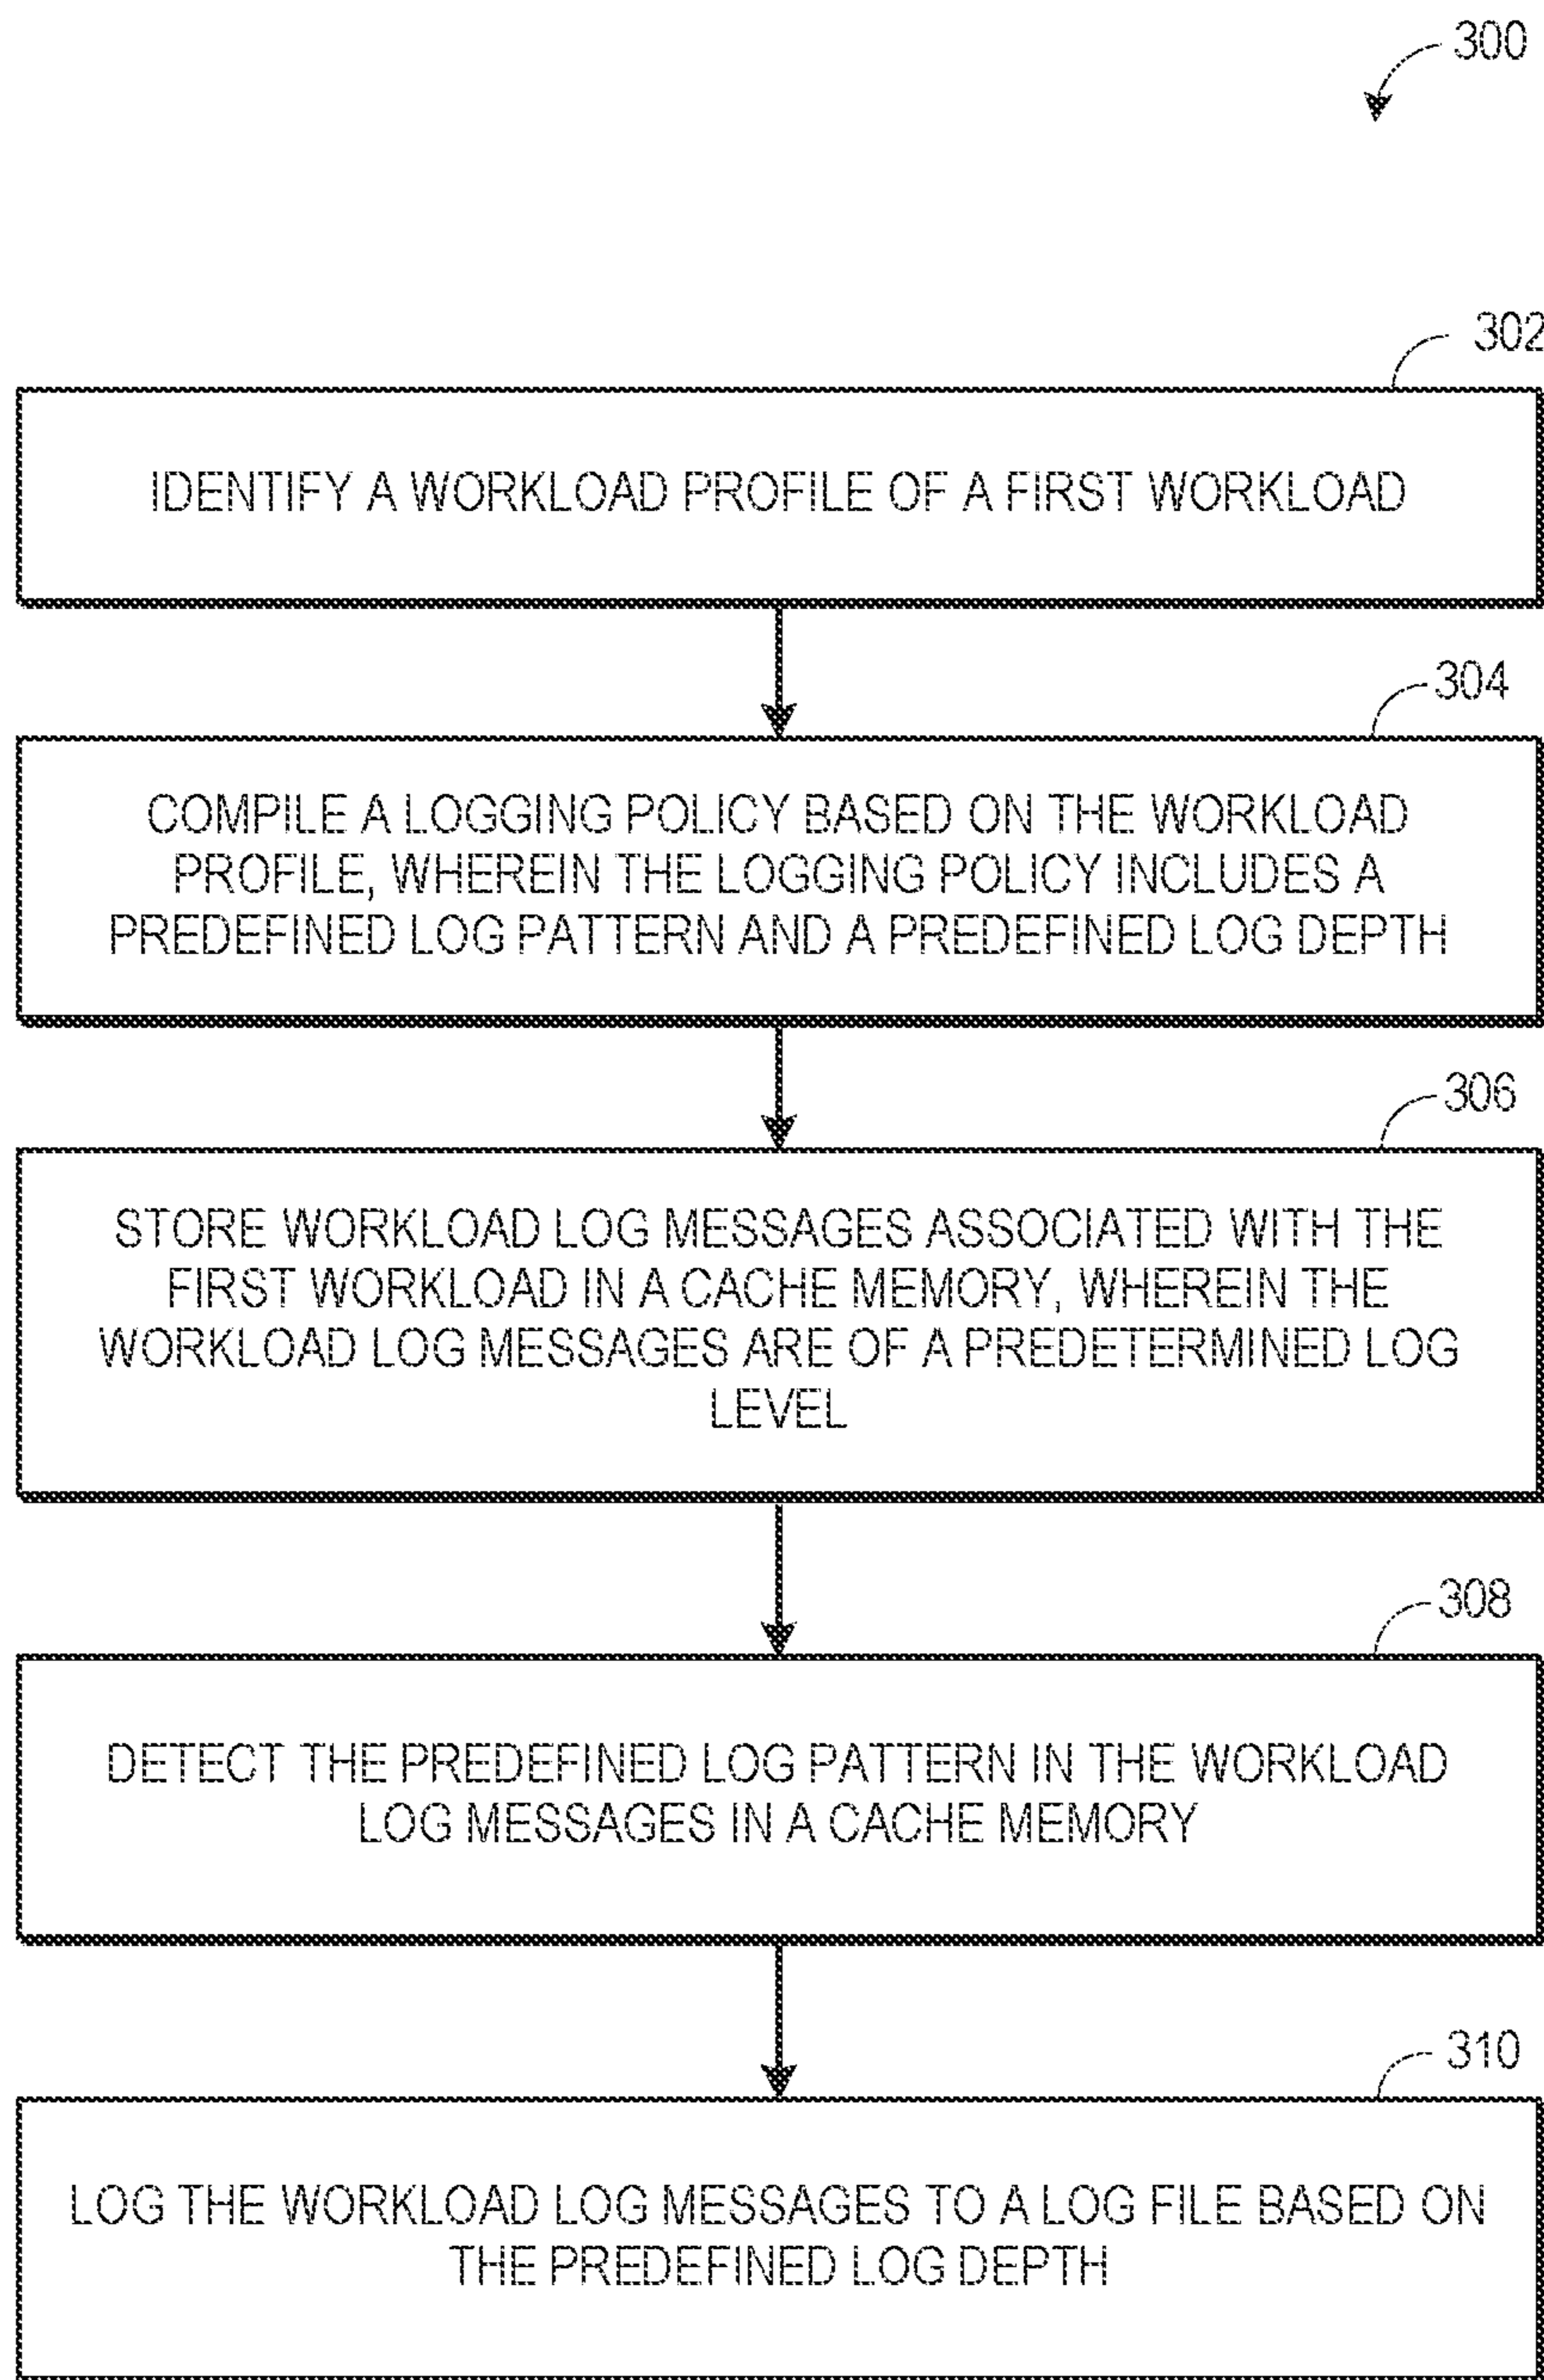 300
302
IDENTIFY A WORKLOAD PROFILE OF A FIRST WORKLOAD
304
COMPILE A LOGGING POLICY BASED ON THE WORKLOAD
PROFILE, WHEREIN THE LOGGING POLICY INCLUDES A
PREDEFINED LOG PATTERN AND A PREDEFINED LOG DEPTH
306
STORE WORKLOAD LOG MESSAGES ASSOCIATED WITH THE
FIRST WORKLOAD IN A CACHE MEMORY, WHEREIN THE
WORKLOAD LOG MESSAGES ARE OF A PREDETERMINED LOG
LEVEL
308
DETECT THE PREDEFINED LOG PATTERN IN THE WORKLOAD
LOG MESSAGES IN A CACHE MEMORY
310
LOG THE WORKLOAD LOG MESSAGES TO A LOG FILE BASED ON
THE PREDEFINED LOG DEPTH